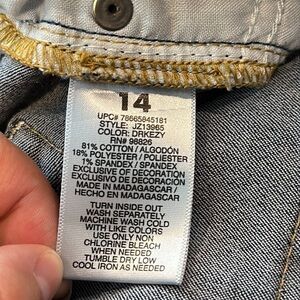 14
UPC# 78665845181
STYLE: JZ13965
COLOR: DRKEZY
RN# 98826
81% COTTON / ALGODÓN
18% POLYESTER / POLIESTER
1% SPANDEX / SPANDEX
EXCLUSIVE OF DECORATION
EXCLUSIVO DE DECORACIÓN
MADE IN MADAGASCAR /
HECHO EN MADAGASCAR
TURN INSIDE OUT
WASH SEPARATELY
MACHINE WASH COLD
WITH LIKE COLORS
USE ONLY NON
CHLORINE BLEACH
WHEN NEEDED
TUMBLE DRY LOW
COOL IRON AS NEEDED